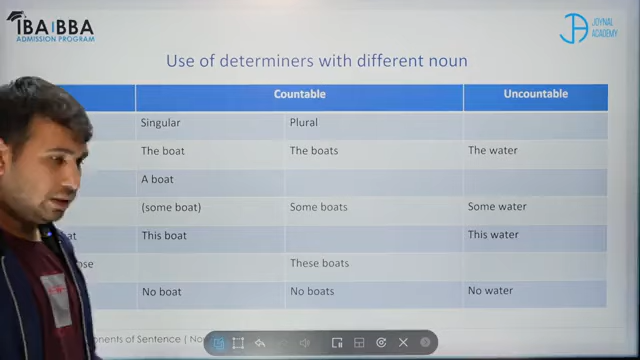 IBA|BBA
ADMISSION PROGRAM
JOYNAL
ACADEMY
Use of determiners with different noun
Countable Uncountable
Singular Plural
The boat The boats The water
A boat
(some boat) Some boats Some water
This boat This water
These boats
No boat No boats No water
of Sentence